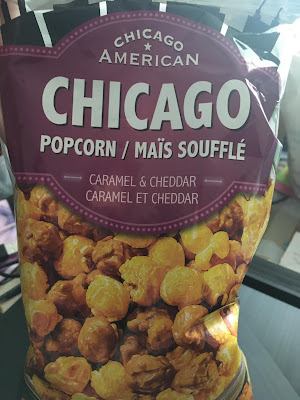 CHICAGO
AMERICAN
CHICAGO
POPCORN / MAÏS SOUFFLÉ
CARAMEL & CHEDDAR
CARAMEL ET CHEDDAR